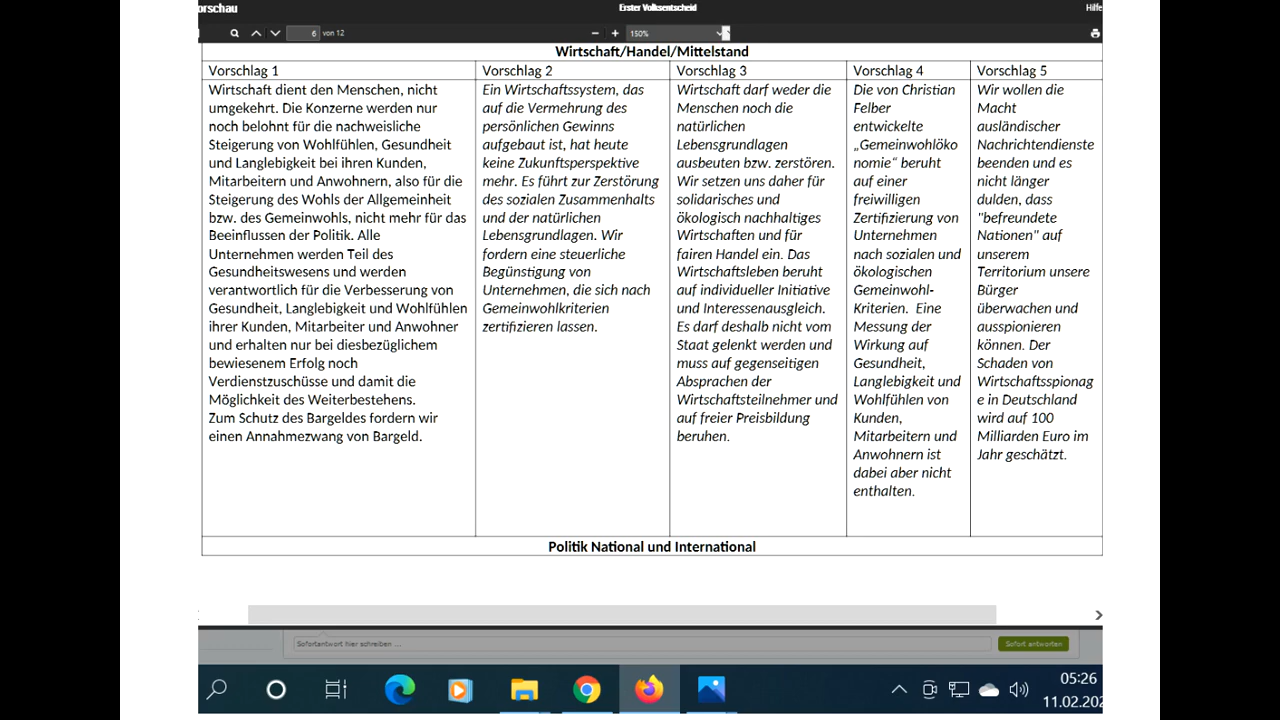 orschau
Erster Volksentscheid
Hilfe
6 von 12
150%
Wirtschaft/Handel/Mittelstand
Vorschlag 1
Wirtschaft dient den Menschen, nicht
umgekehrt. Die Konzerne werden nur
noch belohnt für die nachweisliche
Steigerung von Wohlfühlen, Gesundheit
und Langlebigkeit bei ihren Kunden,
Mitarbeitern und Anwohnern, also für die
Steigerung des Wohls der Allgemeinheit
bzw. des Gemeinwohls, nicht mehr für das
Beeinflussen der Politik. Alle
Unternehmen werden Teil des
Gesundheitswesens und werden
verantwortlich für die Verbesserung von
Gesundheit, Langlebigkeit und Wohlfühlen
ihrer Kunden, Mitarbeiter und Anwohner
und erhalten nur bei diesbezüglichem
bewiesenem Erfolg noch
Verdienstzuschüsse und damit die
Möglichkeit des Weiterbestehens.
Zum Schutz des Bargeldes fordern wir
einen Annahmezwang von Bargeld.
Vorschlag 2
Ein Wirtschaftssystem, das
auf die Vermehrung des
persönlichen Gewinns
aufgebaut ist, hat heute
keine Zukunftsperspektive
mehr. Es führt zur Zerstörung
des sozialen Zusammenhalts
und der natürlichen
Lebensgrundlagen. Wir
fordern eine steuerliche
Begünstigung von
Unternehmen, die sich nach
Gemeinwohlkriterien
zertifizieren lassen.
Vorschlag 3
Wirtschaft darf weder die
Menschen noch die
natürlichen
Lebensgrundlagen
ausbeuten bzw. zerstören.
Wir setzen uns daher für
solidarisches und
ökologisch nachhaltiges
Wirtschaften und für
fairen Handel ein. Das
Wirtschaftsleben beruht
auf individueller Initiative
und Interessenausgleich.
Es darf deshalb nicht vom
Staat gelenkt werden und
muss auf gegenseitigen
Absprachen der
Wirtschaftsteilnehmer und
auf freier Preisbildung
beruhen.
Vorschlag 4
Die von Christian
Felber
entwickelte
„Gemeinwohlöko
nomie“ beruht
auf einer
freiwilligen
Zertifizierung von
Unternehmen
nach sozialen und
ökologischen
Gemeinwohl-
Kriterien. Eine
Messung der
Wirkung auf
Gesundheit,
Langlebigkeit und
Wohlfühlen von
Kunden,
Mitarbeitern und
Anwohnern ist
dabei aber nicht
enthalten.
Vorschlag 5
Wir wollen die
Macht
ausländischer
Nachrichtendienste
beenden und es
nicht länger
dulden, dass
"befreundete
Nationen" auf
unserem
Territorium unsere
Bürger
überwachen und
ausspionieren
können. Der
Schaden von
Wirtschaftsspionag
e in Deutschland
wird auf 100
Milliarden Euro im
Jahr geschätzt.
Politik National und International
Sofortantwort hier schreiben ...
Sofort antworten
05:26
11.02.202